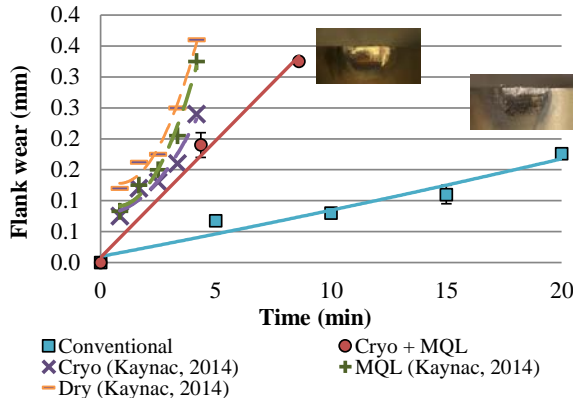 0.4
0.4
0.3
0.3
0.2
0.2
0.1
0.1
0.0
Flank wear (mm)
0 5 10 15 20
Time (min)
Conventional Cryo + MQL
Cryo (Kaynac, 2014) MQL (Kaynac, 2014)
Dry (Kaynac, 2014)